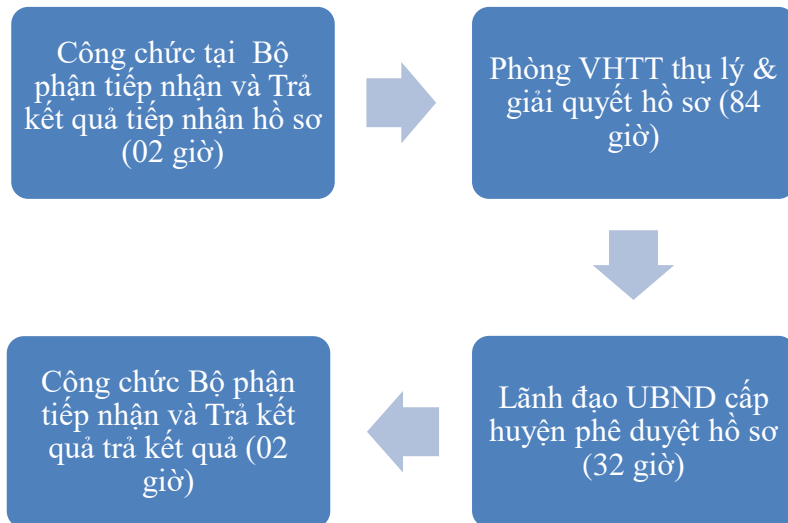 Công chức tại Bộ
phận tiếp nhận và Trả
kết quả tiếp nhận hồ sơ
(02 giờ)
Phòng VHTT thụ lý &
giải quyết hồ sơ (84
giờ)
Lãnh đạo UBND cấp
huyện phê duyệt hồ sơ
(32 giờ)
Công chức Bộ phận
tiếp nhận và Trả kết
quả trả kết quả (02
giờ)